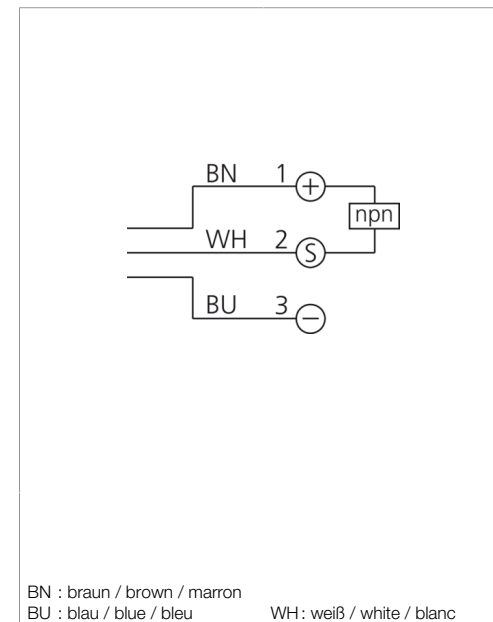 BN 1 +
npn
WH 2 S
BU 3 −
BN : braun / brown / marron
BU : blau / blue / bleu WH : weiß / white / blanc